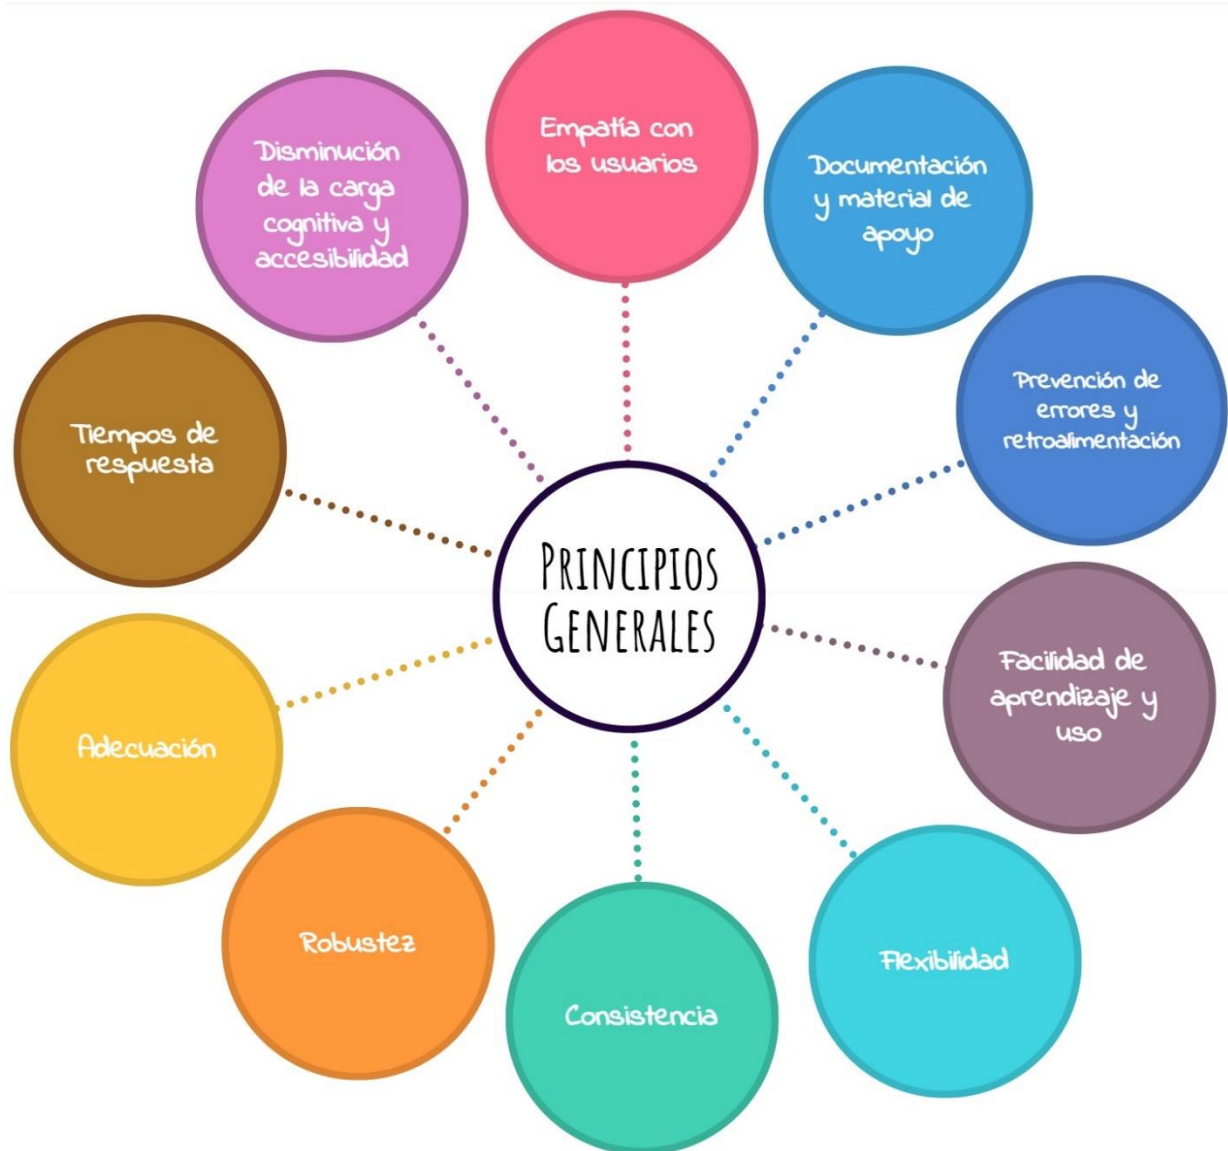 Empatía con
los usuarios
Documentación
y material de
apoyo
Prevención de
errores y
retroalimentación
Facilidad de
aprendizaje y
uso
Flexibilidad
Consistencia
Robustez
Adecuación
Tiempos de
respuesta
Disminución
de la carga
cognitiva y
accesibilidad
PRINCIPIOS
GENERALES